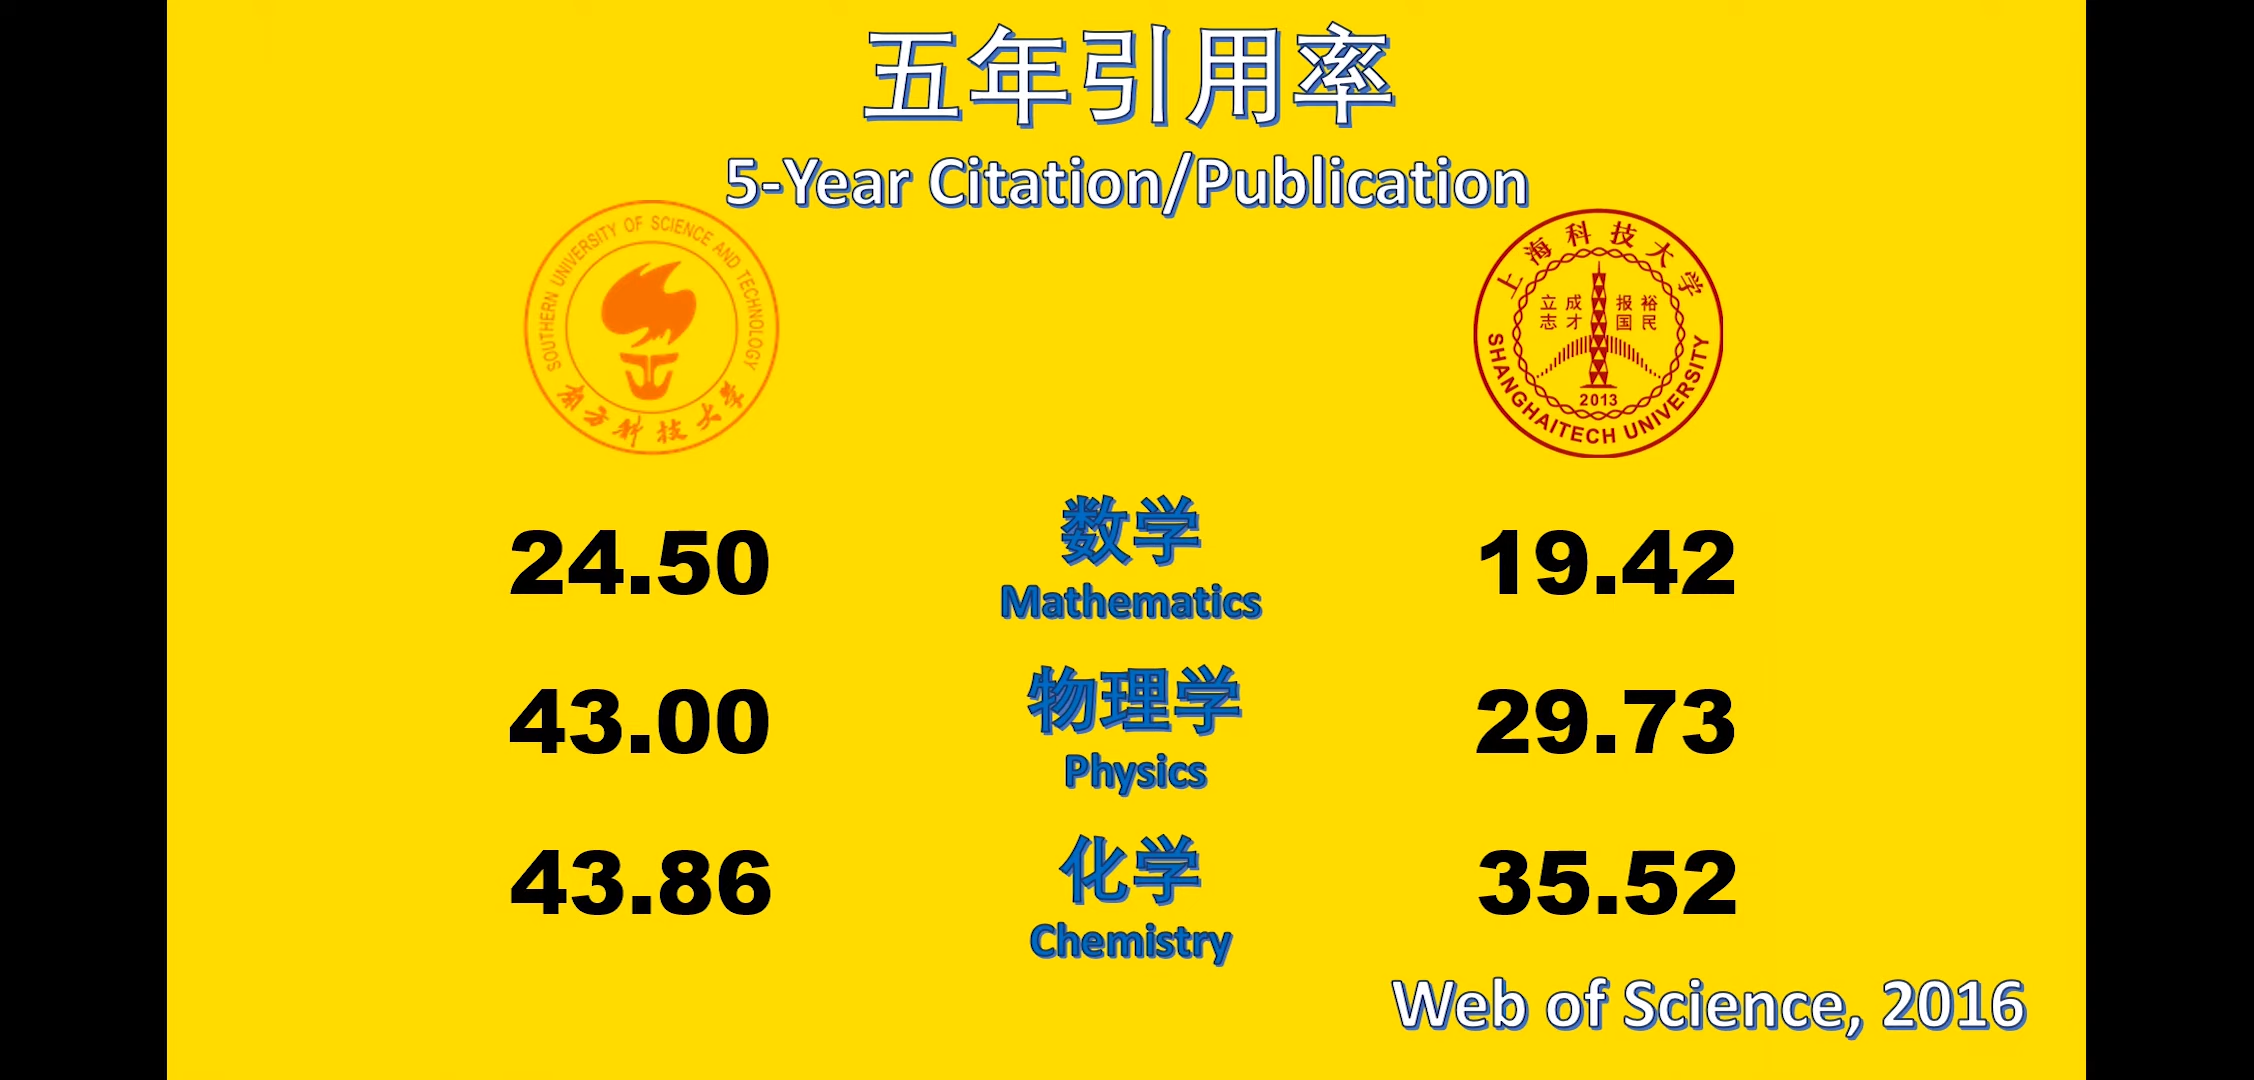 五年引用率
5-Year Citation/Publication
SOUTHERN UNIVERSITY OF SCIENCE AND TECHNOLOGY
南方科技大学
上海科技大学
立成 报裕
志才 国民
2013
SHANGHAITECH UNIVERSITY
24.50 数学 19.42
Mathematics
43.00 物理学 29.73
Physics
43.86 化学 35.52
Chemistry
Web of Science, 2016